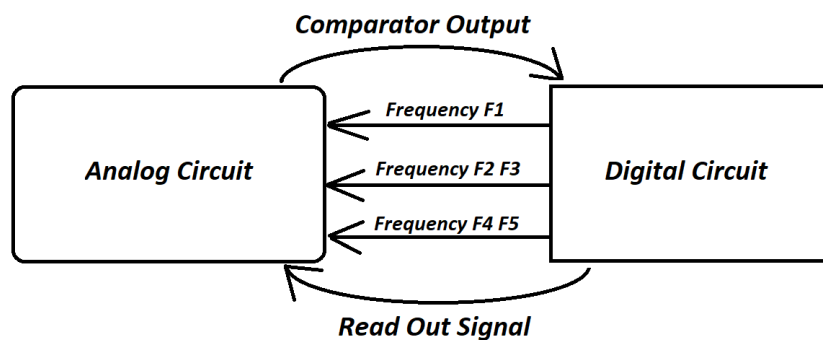 Comparator Output
Frequency F1
Analog Circuit
Frequency F2 F3
Digital Circuit
Frequency F4 F5
Read Out Signal